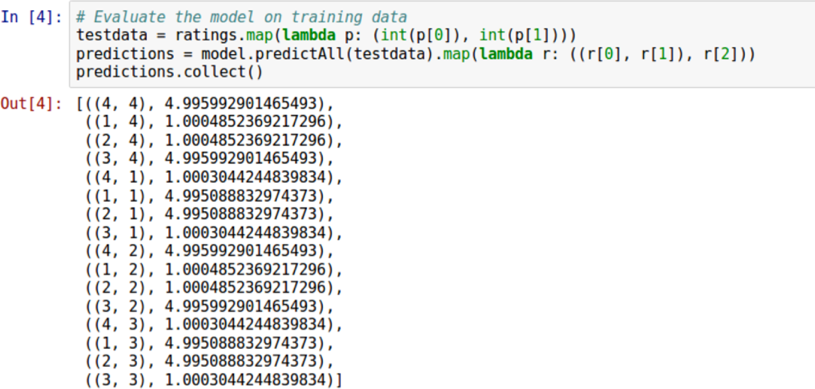 In [4]: # Evaluate the model on training data
testdata = ratings.map(lambda p: (int(p[0]), int(p[1])))
predictions = model.predictAll(testdata).map(lambda r: ((r[0], r[1]), r[2]))
predictions.collect()
Out[4]: [((4, 4), 4.995992901465493),
((1, 4), 1.0004852369217296),
((2, 4), 1.0004852369217296),
((3, 4), 4.995992901465493),
((4, 1), 1.0003044244839834),
((1, 1), 4.995088832974373),
((2, 1), 4.995088832974373),
((3, 1), 1.0003044244839834),
((4, 2), 4.995992901465493),
((1, 2), 1.0004852369217296),
((2, 2), 1.0004852369217296),
((3, 2), 4.995992901465493),
((4, 3), 1.0003044244839834),
((1, 3), 4.995088832974373),
((2, 3), 4.995088832974373),
((3, 3), 1.0003044244839834)]